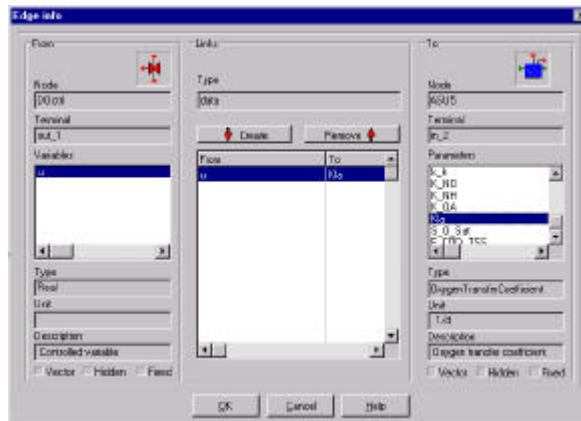 Edge info
From
Node
DOctrl
Terminal
out_1
Variables
u
Type
Real
Unit
Description
Controlled variable
Vector Hidden Fixed
Links
Type
data
Create Remove
From To
u Kla
To
Node
ASU5
Terminal
in_2
Parameters
k_k
K_NO
K_NH
K_OA
Kla
S_O_Sat
Type
OxygenTransferCoefficient
Unit
1/d
Description
Oxygen transfer coefficient
Vector Hidden Fixed
OK Cancel Help